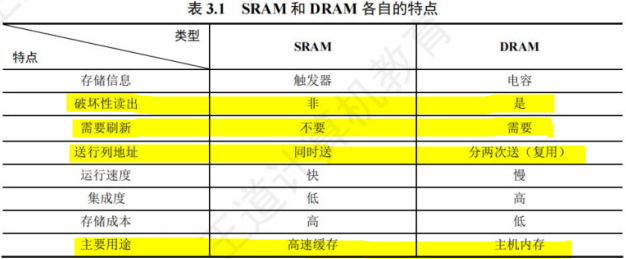 表 3.1 SRAM 和 DRAM 各自的特点
类型
特点 SRAM DRAM
存储信息 触发器 电容
破坏性读出 非 是
需要刷新 不要 需要
送行列地址 同时送 分两次送（复用）
运行速度 快 慢
集成度 低 高
存储成本 高 低
主要用途 高速缓存 主机内存
王道计算机教育